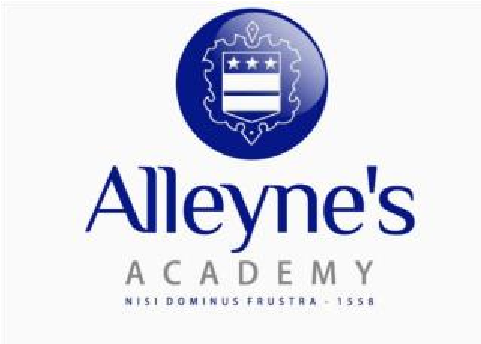 Alleyne's
ACADEMY
NISI DOMINUS FRUSTRA - 1558